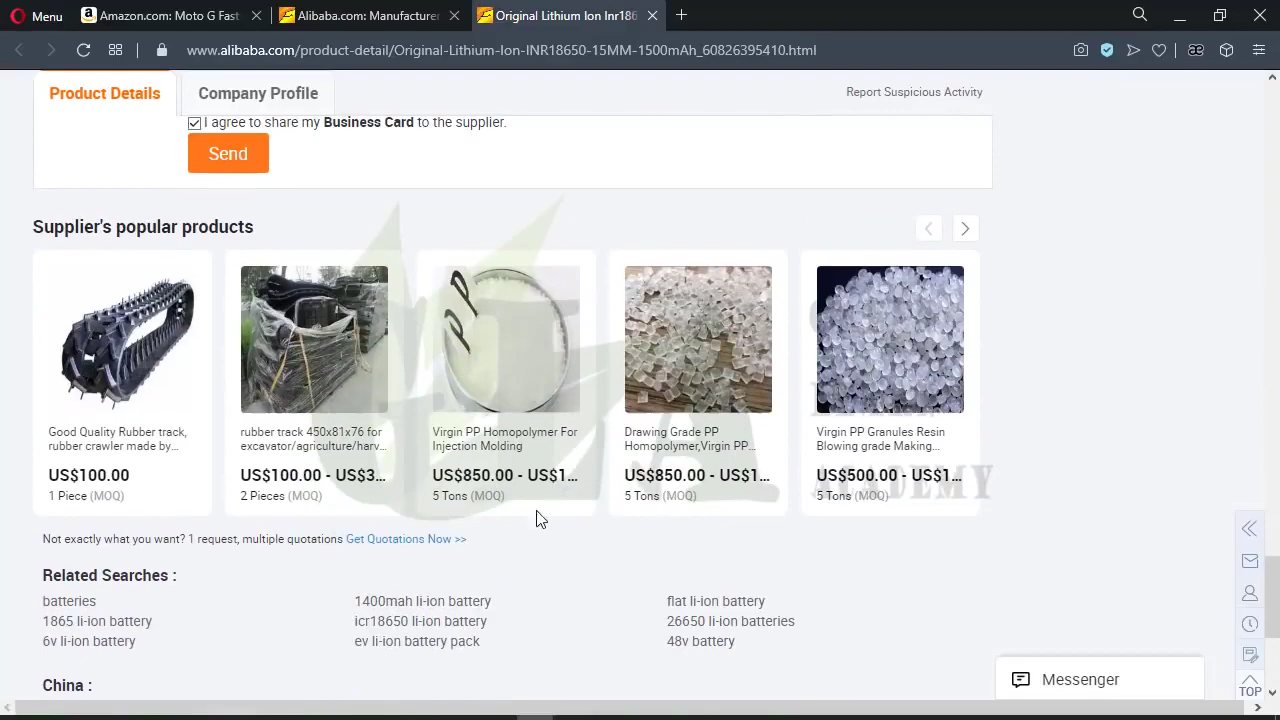 Menu
Amazon.com: Moto G Fast
Alibaba.com: Manufacturer
Original Lithium Ion Inr186
www.alibaba.com/product-detail/Original-Lithium-Ion-INR18650-15MM-1500mAh_60826395410.html
Product Details
Company Profile
Report Suspicious Activity
I agree to share my Business Card to the supplier.
Send
Supplier's popular products
PP
Good Quality Rubber track,
rubber crawler made by...
US$100.00
1 Piece (MOQ)
rubber track 450x81x76 for
excavator/agriculture/harv...
US$100.00 - US$3...
2 Pieces (MOQ)
Virgin PP Homopolymer For
Injection Molding
US$850.00 - US$1...
5 Tons (MOQ)
Drawing Grade PP
Homopolymer,Virgin PP...
US$850.00 - US$1...
5 Tons (MOQ)
Virgin PP Granules Resin
Blowing grade Making...
US$500.00 - US$1...
5 Tons (MOQ)
ACADEMY
Not exactly what you want? 1 request, multiple quotations Get Quotations Now >>
Related Searches :
batteries
1400mah li-ion battery
flat li-ion battery
1865 li-ion battery
icr18650 li-ion battery
26650 li-ion batteries
6v li-ion battery
ev li-ion battery pack
48v battery
China :
Messenger
TOP